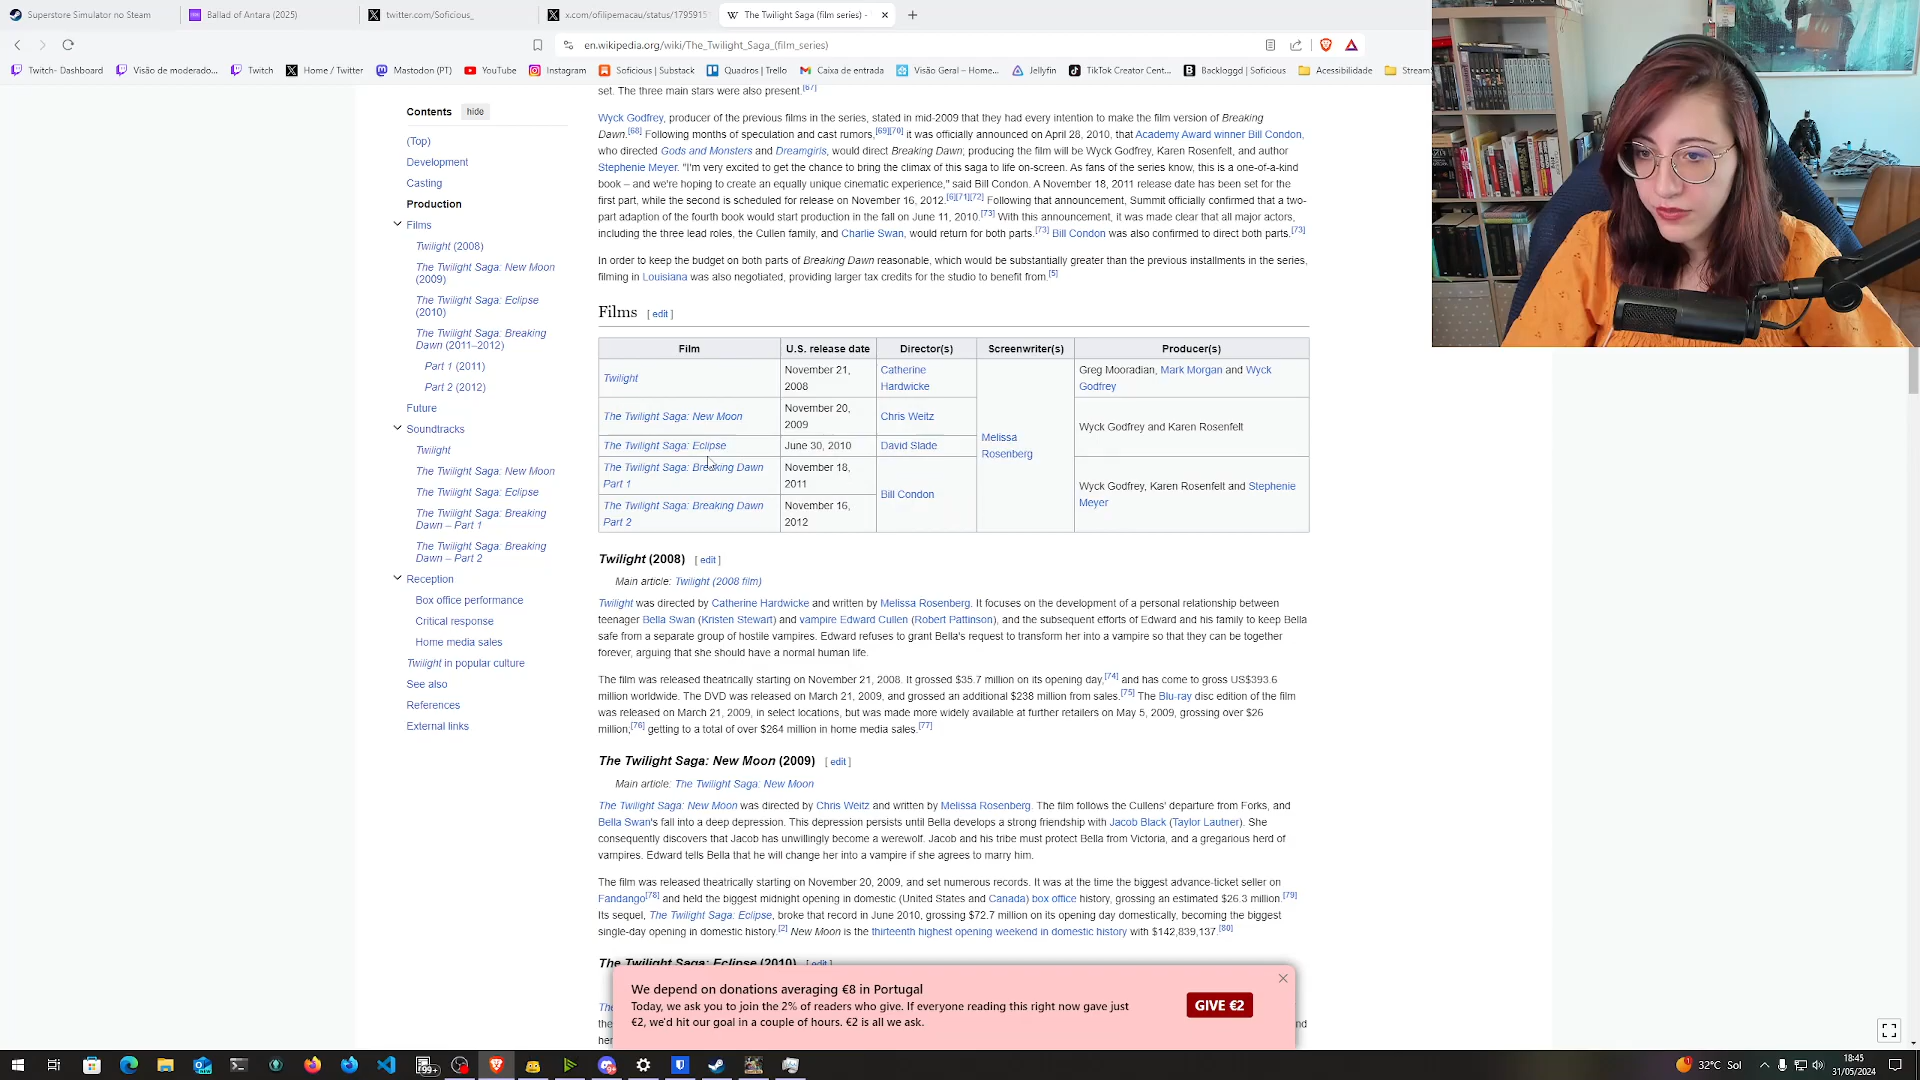 Superstore Simulator no Steam
Ballad of Antara (2025)
twitter.com/Soficious_
x.com/ofilipemacau/status/1795915
The Twilight Saga (film series) -
en.wikipedia.org/wiki/The_Twilight_Saga_(film_series)
Twitch- Dashboard
Visão de moderado...
Twitch
Home / Twitter
Mastodon (PT)
YouTube
Instagram
Soficious | Substack
Quadros | Trello
Caixa de entrada
Visão Geral – Home...
Jellyfin
TikTok Creator Cent...
Backloggd | Soficious
Acessibilidade
Stream
Contents hide
(Top)
Development
Casting
Production
Films
Twilight (2008)
The Twilight Saga: New Moon
(2009)
The Twilight Saga: Eclipse
(2010)
The Twilight Saga: Breaking
Dawn (2011–2012)
Part 1 (2011)
Part 2 (2012)
Future
Soundtracks
Twilight
The Twilight Saga: New Moon
The Twilight Saga: Eclipse
The Twilight Saga: Breaking
Dawn – Part 1
The Twilight Saga: Breaking
Dawn – Part 2
Reception
Box office performance
Critical response
Home media sales
Twilight in popular culture
See also
References
External links
set. The three main stars were also present.[67]
Wyck Godfrey, producer of the previous films in the series, stated in mid-2009 that they had every intention to make the film version of Breaking
Dawn.[68] Following months of speculation and cast rumors,[69][70] it was officially announced on April 28, 2010, that Academy Award winner Bill Condon,
who directed Gods and Monsters and Dreamgirls, would direct Breaking Dawn; producing the film will be Wyck Godfrey, Karen Rosenfelt, and author
Stephenie Meyer. "I'm very excited to get the chance to bring the climax of this saga to life on-screen. As fans of the series know, this is a one-of-a-kind
book – and we're hoping to create an equally unique cinematic experience," said Bill Condon. A November 18, 2011 release date has been set for the
first part, while the second is scheduled for release on November 16, 2012.[6][71][72] Following that announcement, Summit officially confirmed that a two-
part adaption of the fourth book would start production in the fall on June 11, 2010.[73] With this announcement, it was made clear that all major actors,
including the three lead roles, the Cullen family, and Charlie Swan, would return for both parts.[73] Bill Condon was also confirmed to direct both parts.[73]
In order to keep the budget on both parts of Breaking Dawn reasonable, which would be substantially greater than the previous installments in the series,
filming in Louisiana was also negotiated, providing larger tax credits for the studio to benefit from.[5]
Films [ edit ]
Film U.S. release date Director(s) Screenwriter(s) Producer(s)
Twilight November 21, 2008 Catherine Hardwicke Melissa Rosenberg Greg Mooradian, Mark Morgan and Wyck Godfrey
The Twilight Saga: New Moon November 20, 2009 Chris Weitz Wyck Godfrey and Karen Rosenfelt
The Twilight Saga: Eclipse June 30, 2010 David Slade
The Twilight Saga: Breaking Dawn Part 1 November 18, 2011 Bill Condon Wyck Godfrey, Karen Rosenfelt and Stephenie Meyer
The Twilight Saga: Breaking Dawn Part 2 November 16, 2012
Twilight (2008) [ edit ]
Main article: Twilight (2008 film)
Twilight was directed by Catherine Hardwicke and written by Melissa Rosenberg. It focuses on the development of a personal relationship between
teenager Bella Swan (Kristen Stewart) and vampire Edward Cullen (Robert Pattinson), and the subsequent efforts of Edward and his family to keep Bella
safe from a separate group of hostile vampires. Edward refuses to grant Bella's request to transform her into a vampire so that they can be together
forever, arguing that she should have a normal human life.
The film was released theatrically starting on November 21, 2008. It grossed $35.7 million on its opening day,[74] and has come to gross US$393.6
million worldwide. The DVD was released on March 21, 2009, and grossed an additional $238 million from sales.[75] The Blu-ray disc edition of the film
was released on March 21, 2009, in select locations, but was made more widely available at further retailers on May 5, 2009, grossing over $26
million,[76] getting to a total of over $264 million in home media sales.[77]
The Twilight Saga: New Moon (2009) [ edit ]
Main article: The Twilight Saga: New Moon
The Twilight Saga: New Moon was directed by Chris Weitz and written by Melissa Rosenberg. The film follows the Cullens' departure from Forks, and
Bella Swan's fall into a deep depression. This depression persists until Bella develops a strong friendship with Jacob Black (Taylor Lautner). She
consequently discovers that Jacob has unwillingly become a werewolf. Jacob and his tribe must protect Bella from Victoria, and a gregarious herd of
vampires. Edward tells Bella that he will change her into a vampire if she agrees to marry him.
The film was released theatrically starting on November 20, 2009, and set numerous records. It was at the time the biggest advance-ticket seller on
Fandango[78] and held the biggest midnight opening in domestic (United States and Canada) box office history, grossing an estimated $26.3 million.[79]
Its sequel, The Twilight Saga: Eclipse, broke that record in June 2010, grossing $72.7 million on its opening day domestically, becoming the biggest
single-day opening in domestic history.[2] New Moon is the thirteenth highest opening weekend in domestic history with $142,839,137.[80]
The Twilight Saga: Eclipse (2010) [ edit ]
We depend on donations averaging €8 in Portugal
Today, we ask you to join the 2% of readers who give. If everyone reading this right now gave just
€2, we'd hit our goal in a couple of hours. €2 is all we ask.
GIVE €2
The
the
her
nd
99+
32°C Sol
18:45
31/05/2024